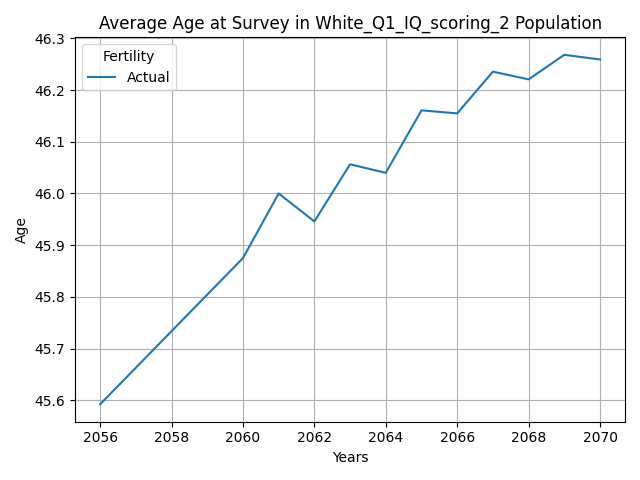 Average Age at Survey in White_Q1_IQ_scoring_2 Population
Fertility
Actual
46.3
46.2
46.1
46.0
45.9
45.8
45.7
45.6
Age
2056 2058 2060 2062 2064 2066 2068 2070
Years